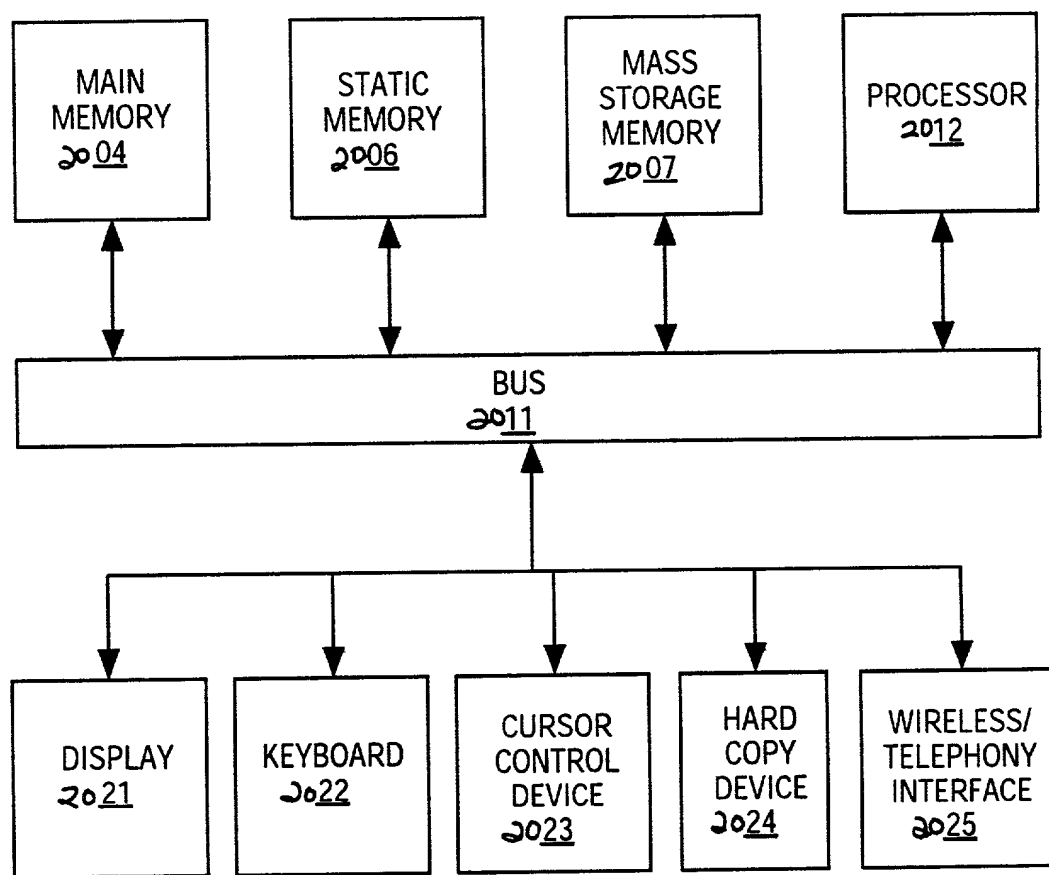 MAIN
MEMORY
2004
STATIC
MEMORY
2006
MASS
STORAGE
MEMORY
2007
PROCESSOR
2012
BUS
2011
DISPLAY
2021
KEYBOARD
2022
CURSOR
CONTROL
DEVICE
2023
HARD
COPY
DEVICE
2024
WIRELESS/
TELEPHONY
INTERFACE
2025